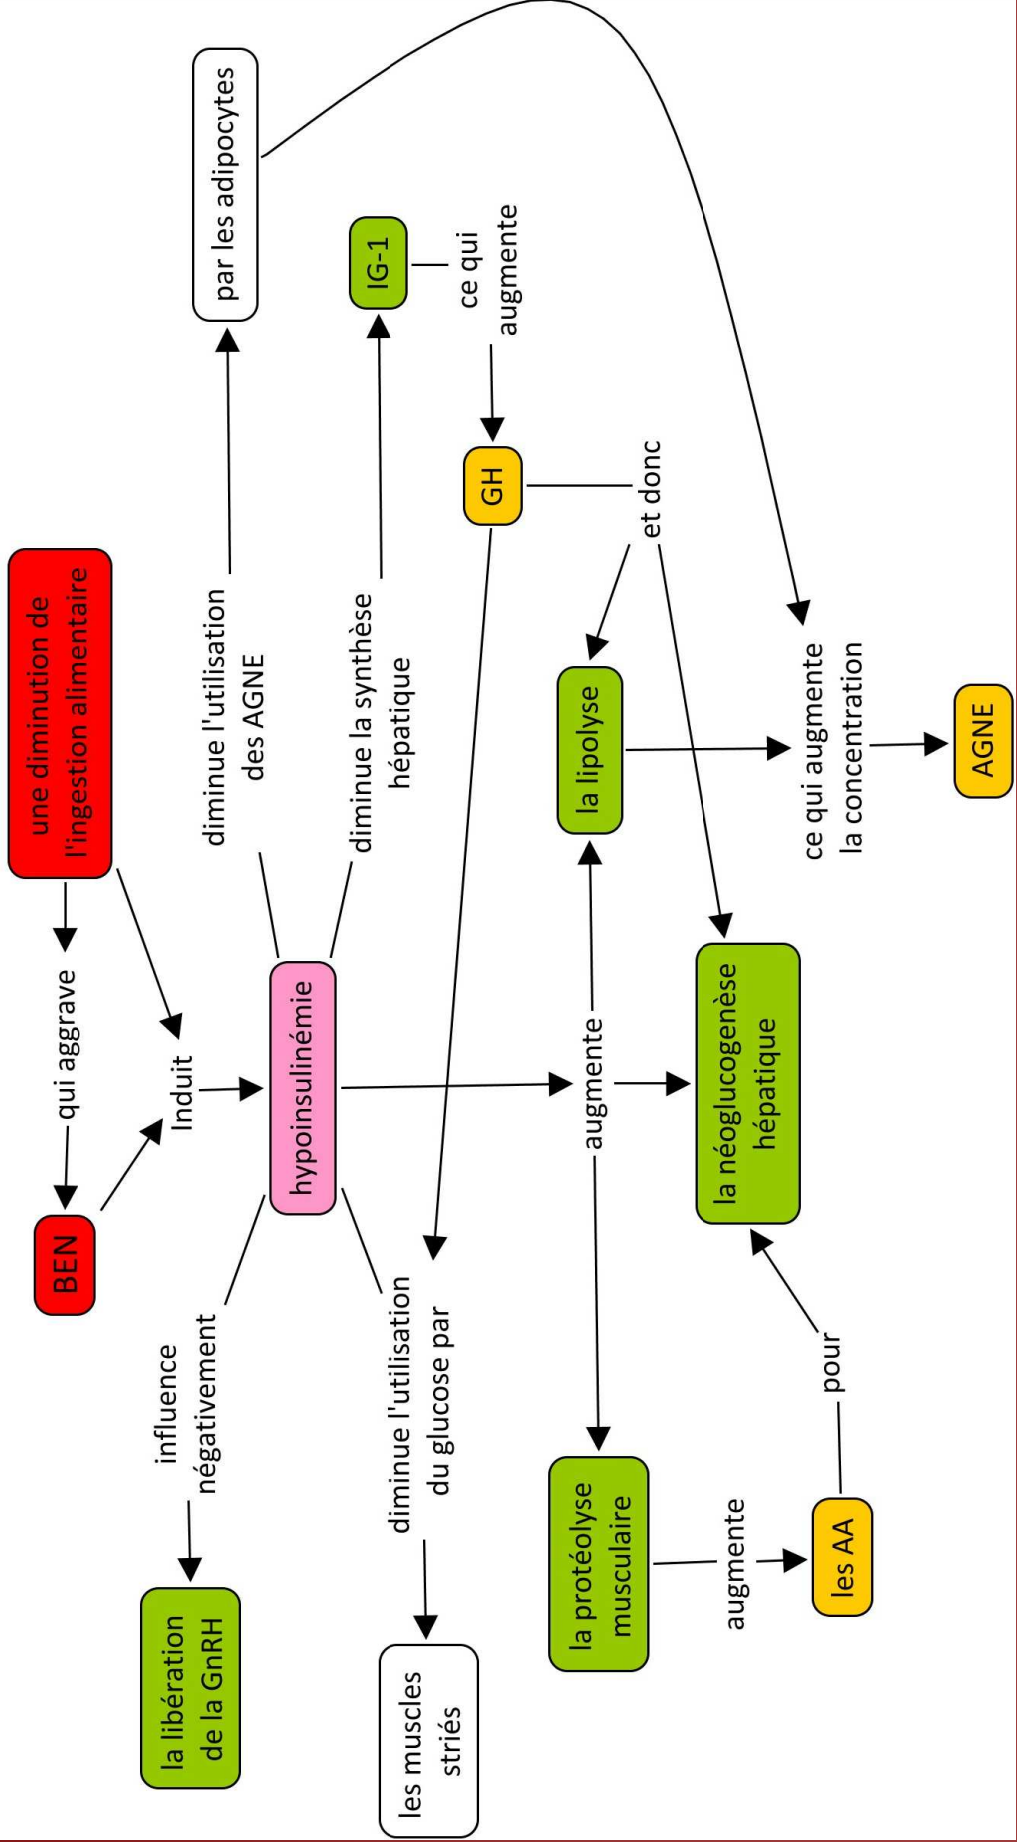 une diminution de
l'ingestion alimentaire
qui aggrave
BEN
Induit
hypoinsulinémie
influence
négativement
la libération
de la GnRH
diminue l'utilisation
des AGNE
par les adipocytes
diminue la synthèse
hépatique
IG-1
ce qui
augmente
GH
et donc
diminue l'utilisation
du glucose par
les muscles
striés
augmente
la lipolyse
la protéolyse
musculaire
la néoglucogenèse
hépatique
augmente
les AA
pour
ce qui augmente
la concentration
AGNE